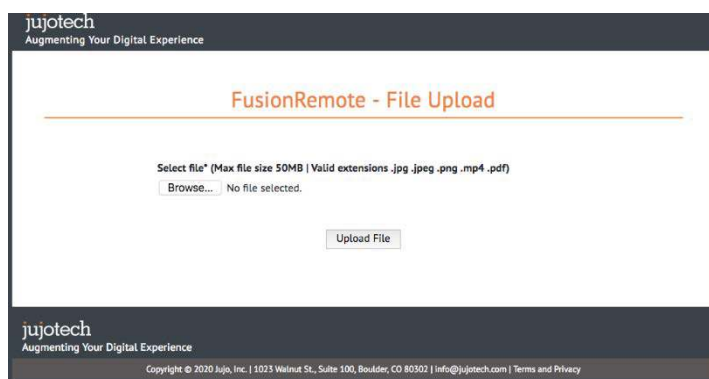 jujotech
Augmenting Your Digital Experience
FusionRemote - File Upload
Select file* (Max file size 50MB | Valid extensions .jpg .jpeg .png .mp4 .pdf)
Browse... No file selected.
Upload File
jujotech
Augmenting Your Digital Experience
Copyright © 2020 Jujo, Inc. | 1023 Walnut St., Suite 100, Boulder, CO 80302 | info@jujotech.com | Terms and Privacy